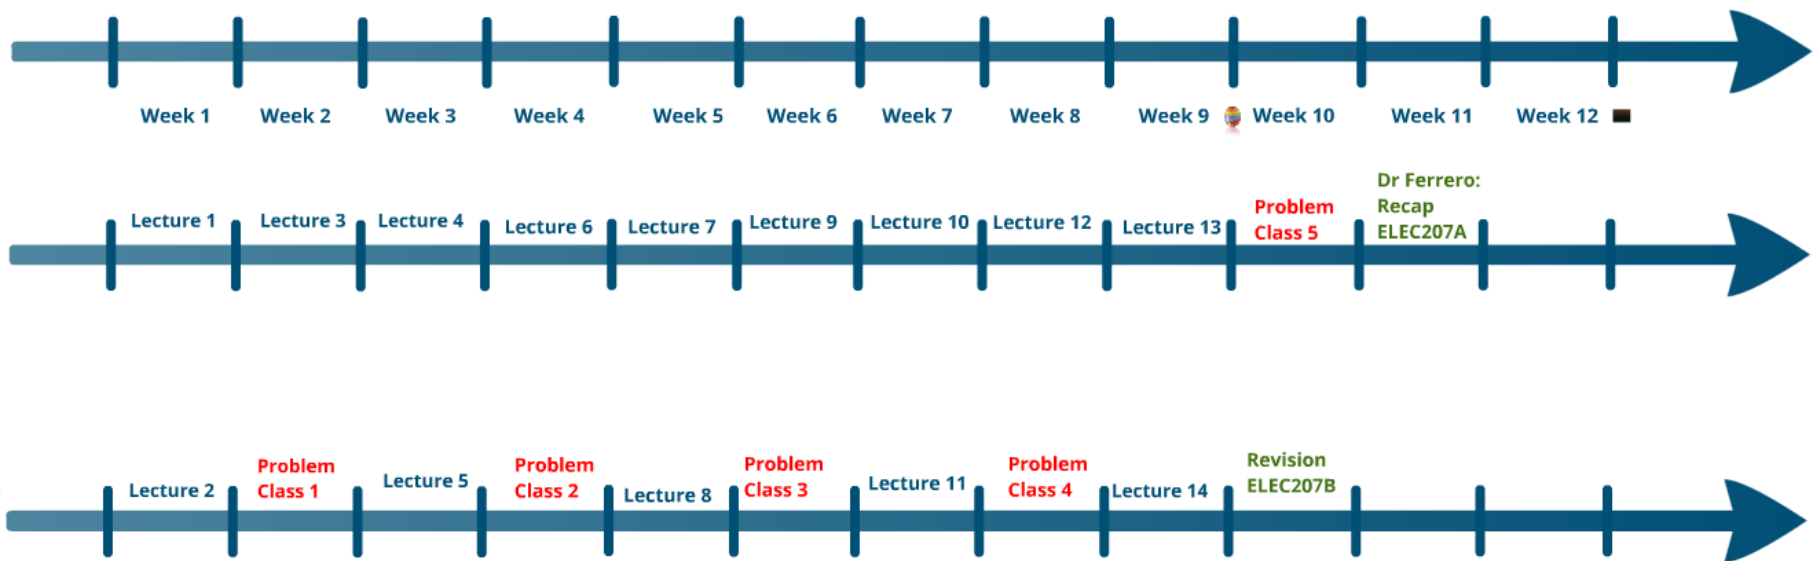 Week 1 Week 2 Week 3 Week 4 Week 5 Week 6 Week 7 Week 8 Week 9 Week 10 Week 11 Week 12
Lecture 1
Lecture 3
Lecture 4
Lecture 6
Lecture 7
Lecture 9
Lecture 10
Lecture 12
Lecture 13
Problem
Class 5
Dr Ferrero:
Recap
ELEC207A
Lecture 2
Problem
Class 1
Lecture 5
Problem
Class 2
Lecture 8
Problem
Class 3
Lecture 11
Problem
Class 4
Lecture 14
Revision
ELEC207B